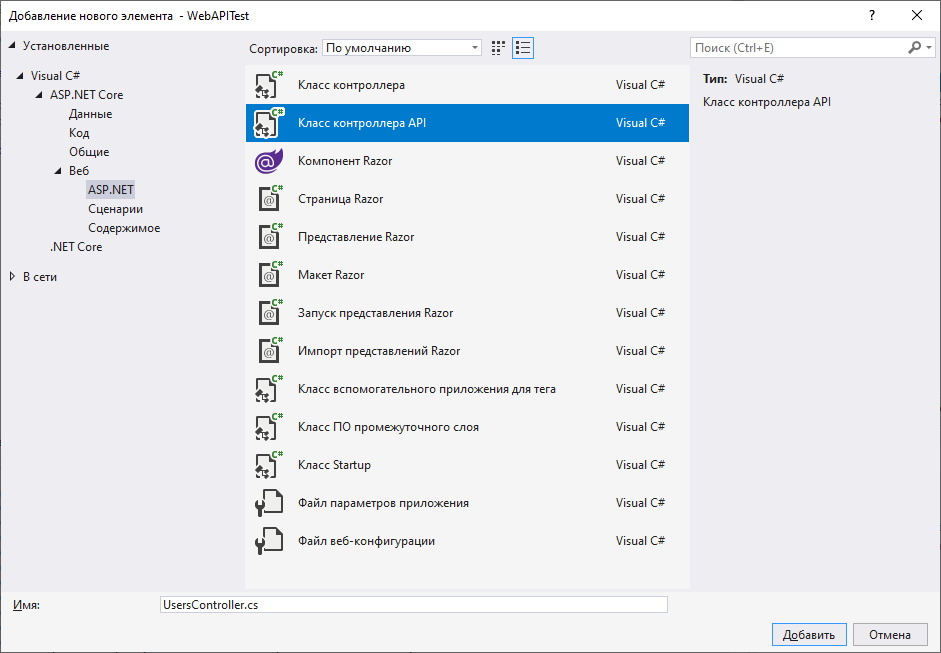 Добавление нового элемента - WebAPITest
? 
Установленные
Visual C#
ASP.NET Core
Данные
Код
Общие
Веб
ASP.NET
Сценарии
Содержимое
.NET Core
В сети
Сортировка: По умолчанию
C# Класс контроллера Visual C#
C# Класс контроллера API Visual C#
@ Компонент Razor Visual C#
C# @ Страница Razor Visual C#
C# @ Представление Razor Visual C#
C# @ Макет Razor Visual C#
C# @ Запуск представления Razor Visual C#
C# @ Импорт представлений Razor Visual C#
C# Класс вспомогательного приложения для тега Visual C#
C# Класс ПО промежуточного слоя Visual C#
C# Класс Startup Visual C#
Файл параметров приложения Visual C#
Файл веб-конфигурации Visual C#
Поиск (Ctrl+E)
Тип: Visual C#
Класс контроллера API
Имя: UsersController.cs
Добавить Отмена